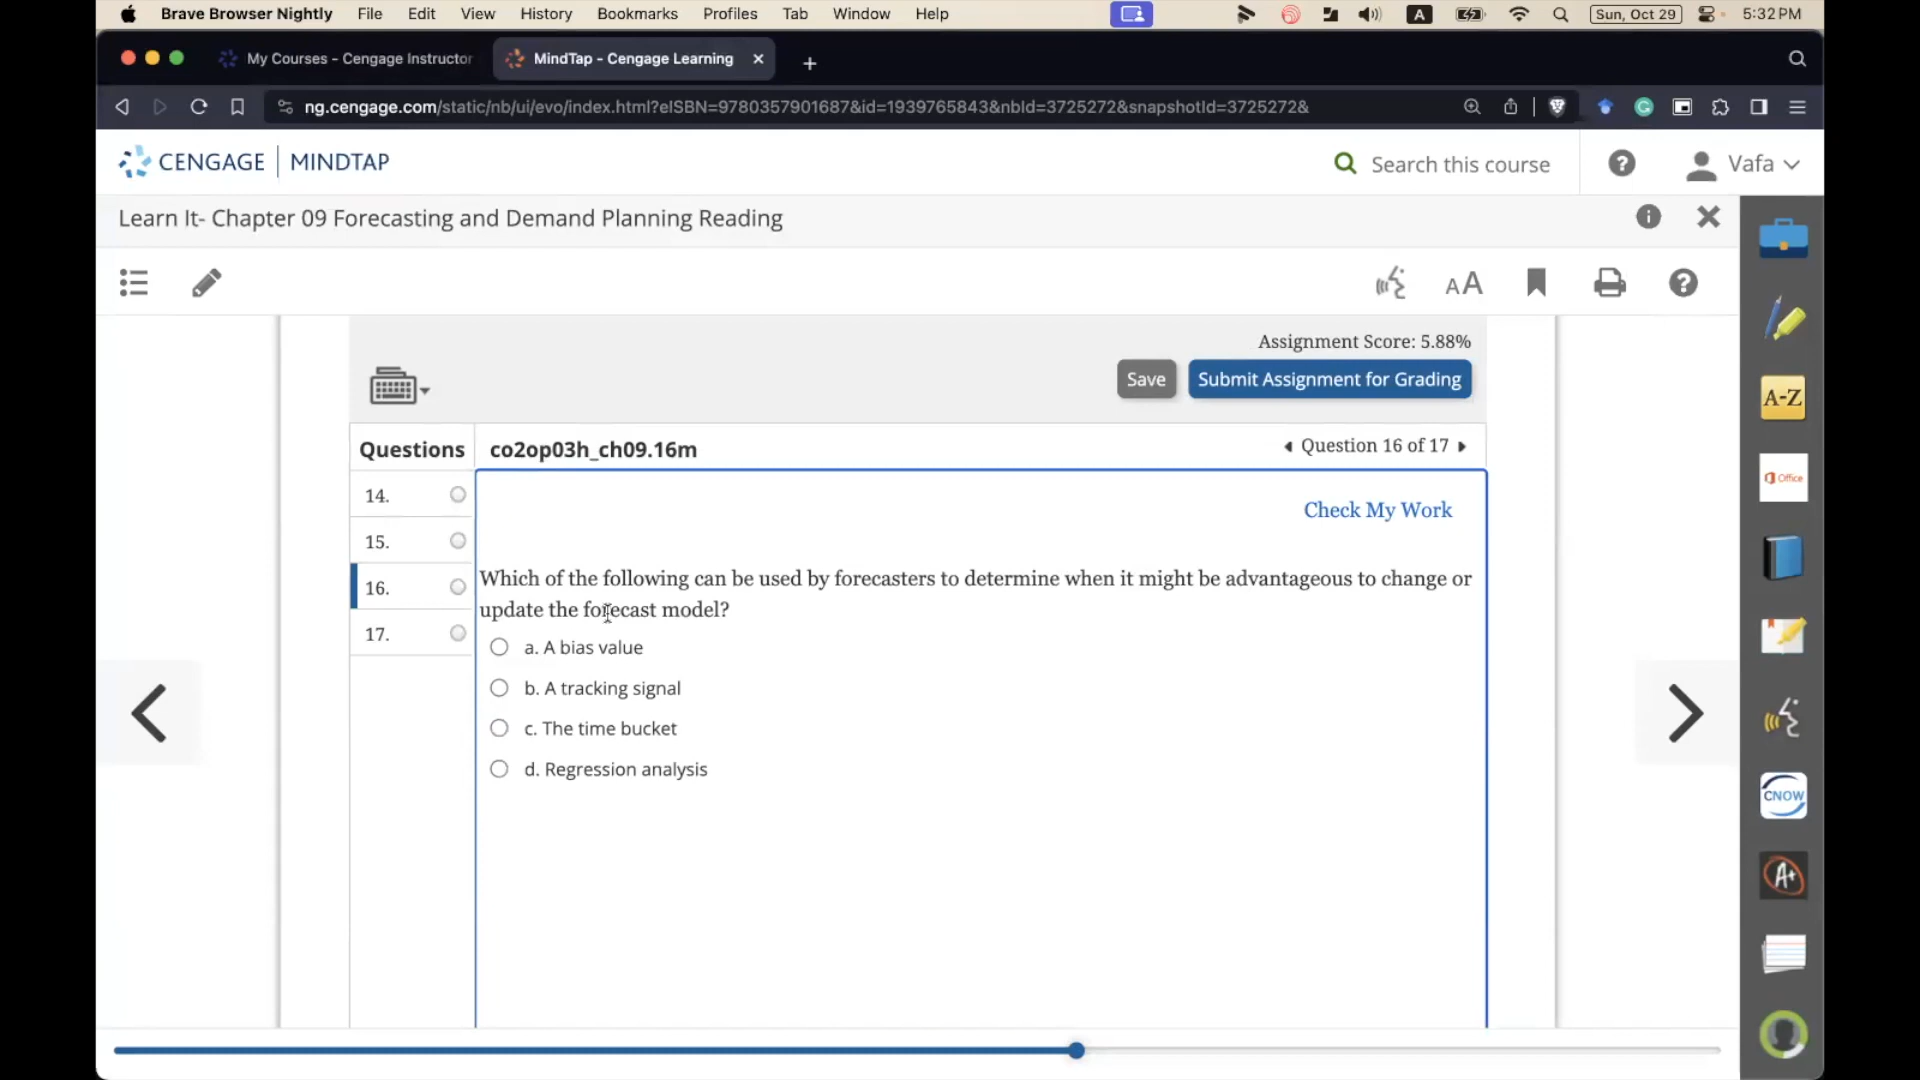 Brave Browser Nightly File Edit View History Bookmarks Profiles Tab Window Help A Sun, Oct 29 5:32 PM
My Courses - Cengage Instructor MindTap - Cengage Learning
ng.cengage.com/static/nb/ui/evo/index.html?eISBN=9780357901687&id=1939765843&nbId=3725272&snapshotId=3725272&
CENGAGE MINDTAP Search this course Vafa
Learn It- Chapter 09 Forecasting and Demand Planning Reading
AA
Assignment Score: 5.88%
Save Submit Assignment for Grading
Questions co2op03h_ch09.16m Question 16 of 17
14.
15.
16.
17.
Check My Work
Which of the following can be used by forecasters to determine when it might be advantageous to change or
update the forecast model?
a. A bias value
b. A tracking signal
c. The time bucket
d. Regression analysis
A-Z
Office
CNOW
A+